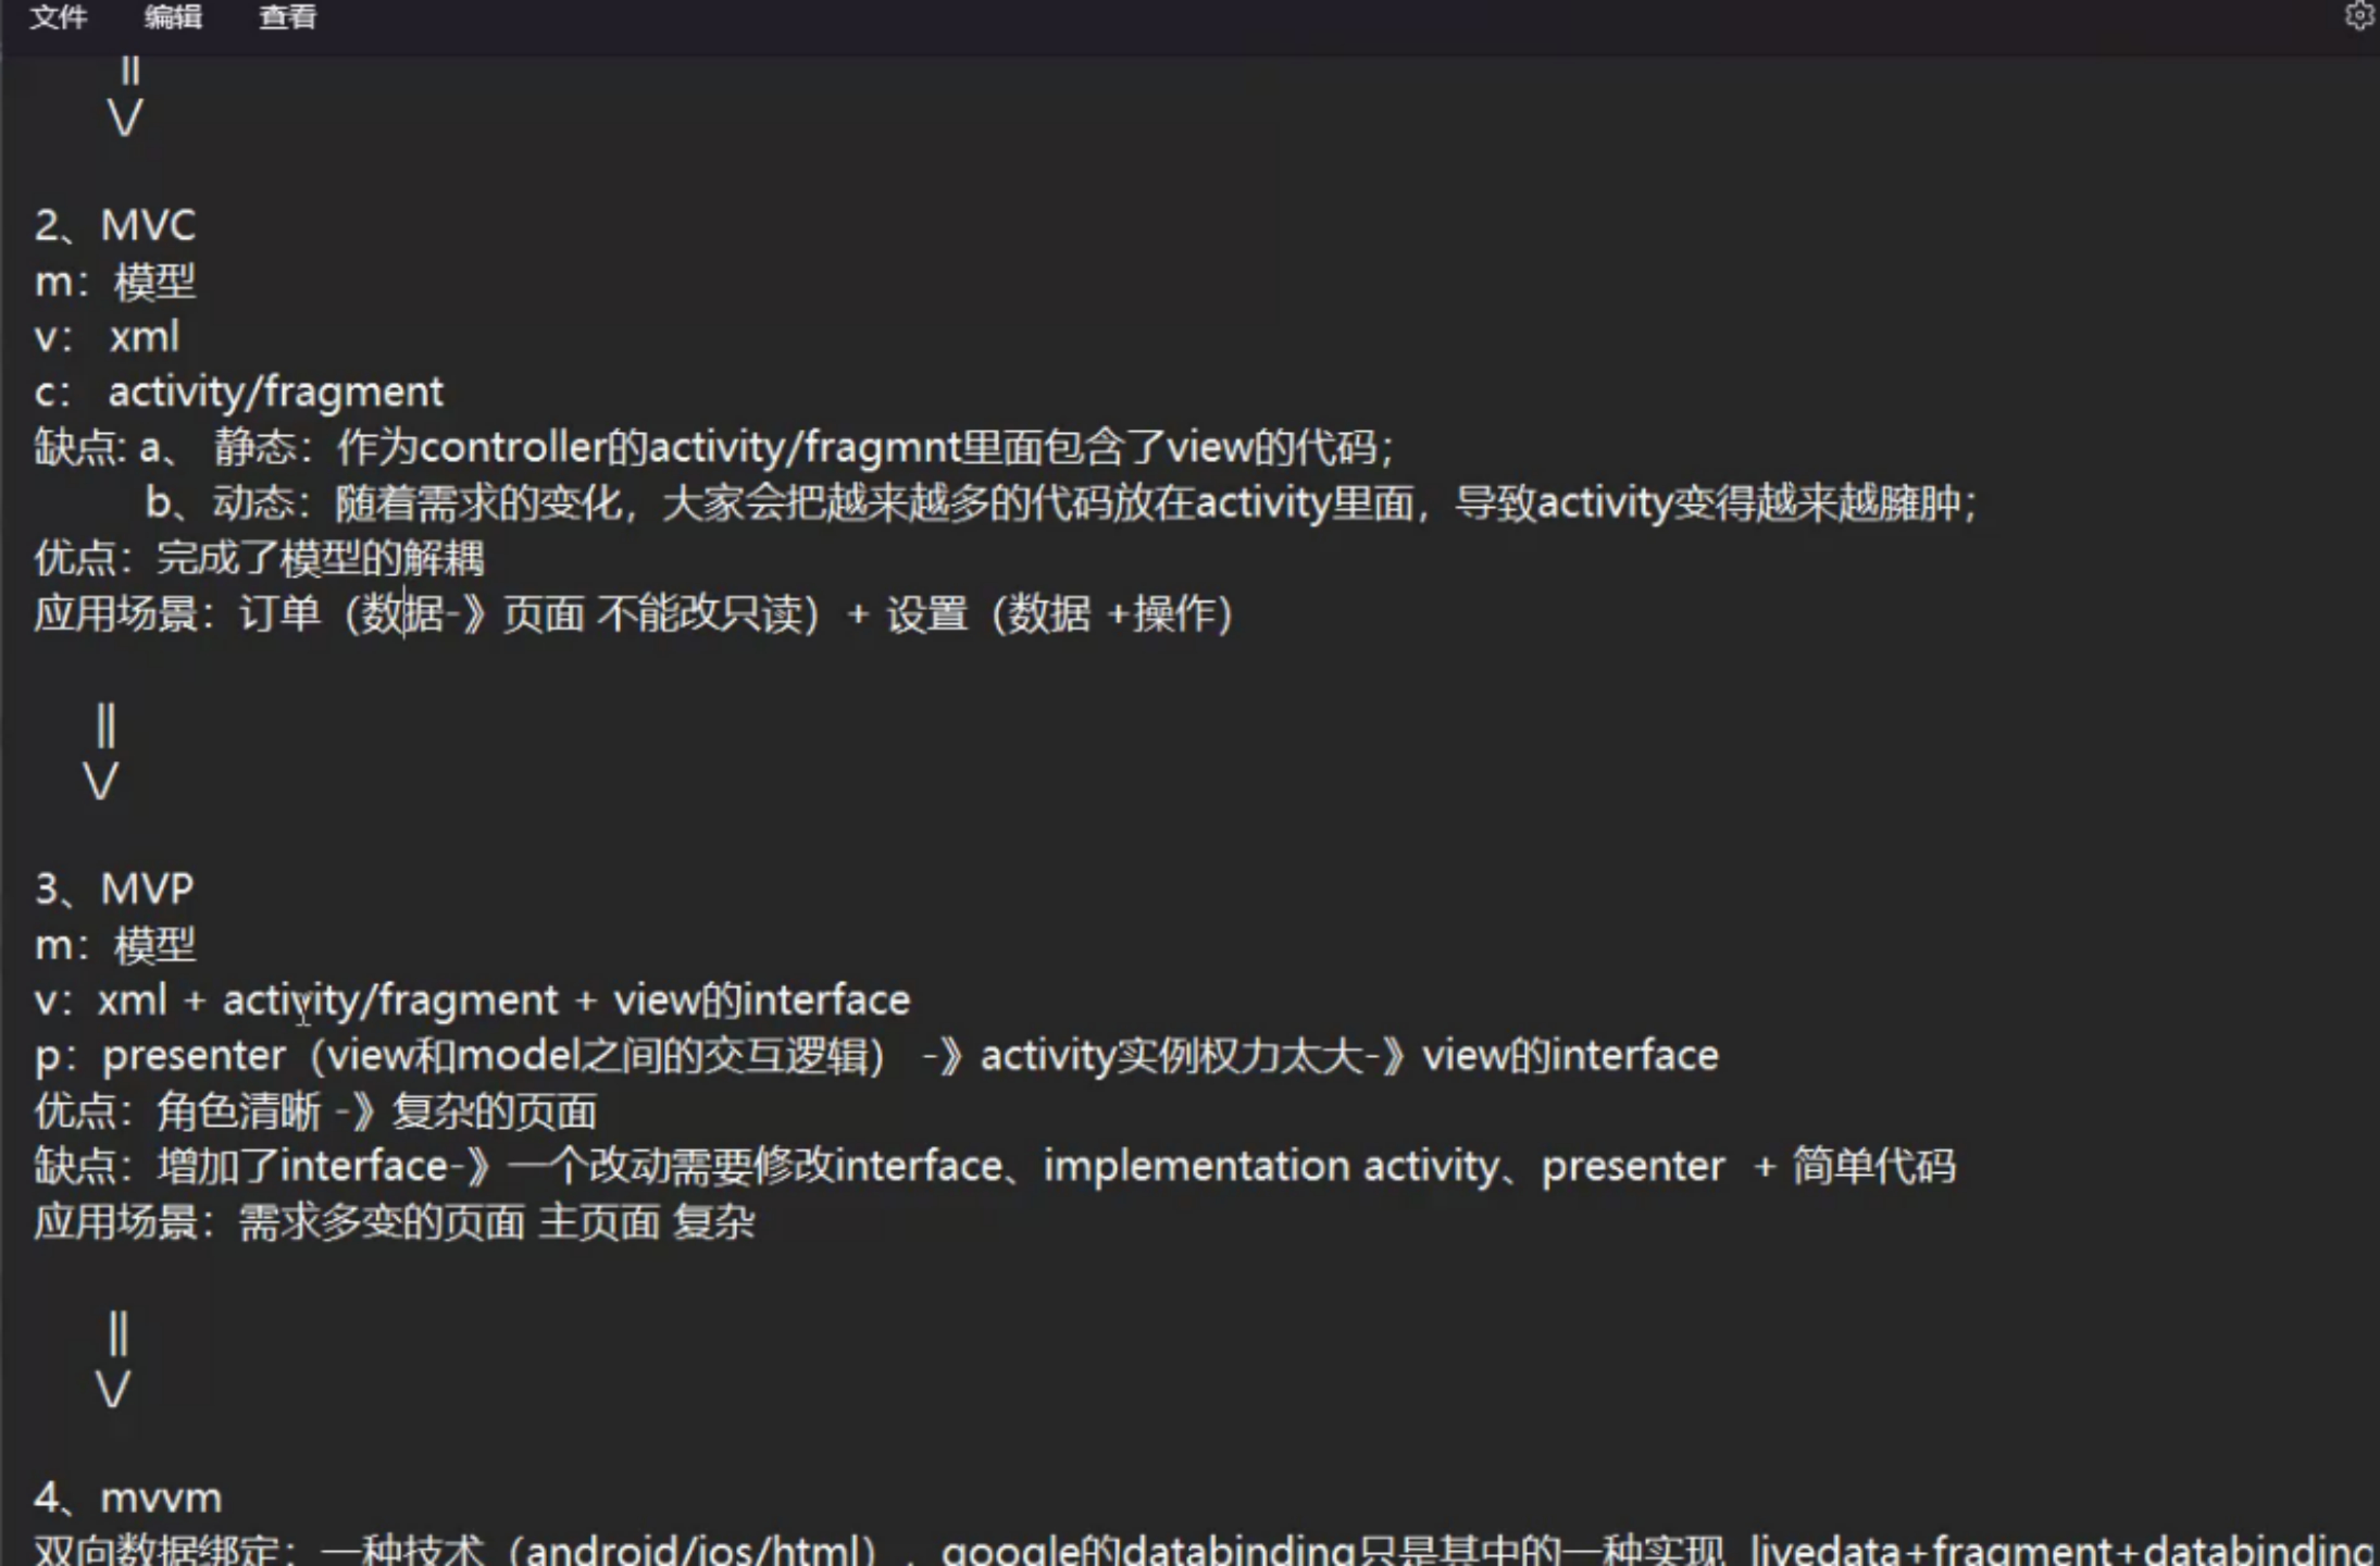 文件 编辑 查看
||
\/
2、MVC
m：模型
v： xml
c： activity/fragment
缺点: a、 静态：作为controller的activity/fragmnt里面包含了view的代码；
b、动态：随着需求的变化，大家会把越来越多的代码放在activity里面，导致activity变得越来越臃肿；
优点：完成了模型的解耦
应用场景：订单（数据-》页面 不能改只读）+ 设置（数据 +操作）
||
\/
3、MVP
m：模型
v：xml + activity/fragment + view的interface
p：presenter（view和model之间的交互逻辑） -》activity实例权力太大-》view的interface
优点：角色清晰 -》复杂的页面
缺点：增加了interface-》一个改动需要修改interface、implementation activity、presenter + 简单代码
应用场景：需求多变的页面 主页面 复杂
||
\/
4、mvvm
双向数据绑定：一种技术（android/ios/html），google的databinding只是其中的一种实现 livedata+fragment+databinding